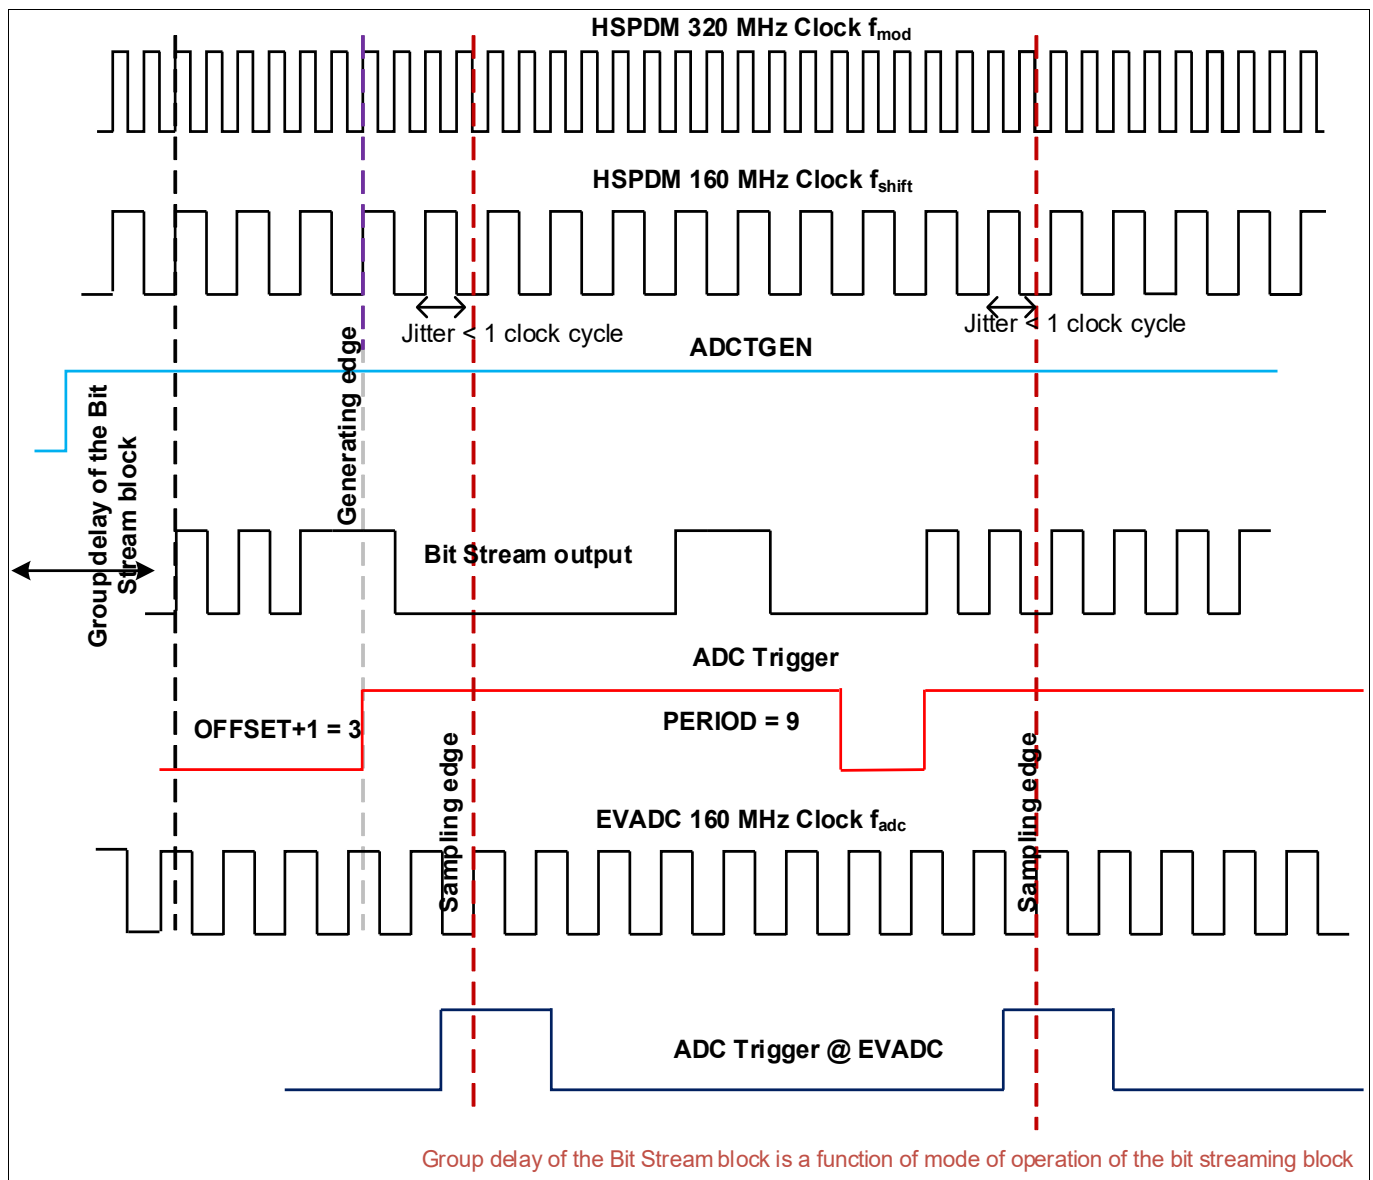 HSPDM 320 MHz Clock fmod
HSPDM 160 MHz Clock fshift
Jitter < 1 clock cycle
Jitter < 1 clock cycle
ADCTGEN
Generating edge
Group delay of the Bit
Stream block
Bit Stream output
ADC Trigger
OFFSET+1 = 3
PERIOD = 9
Sampling edge
Sampling edge
EVADC 160 MHz Clock fadc
ADC Trigger @ EVADC
Group delay of the Bit Stream block is a function of mode of operation of the bit streaming block